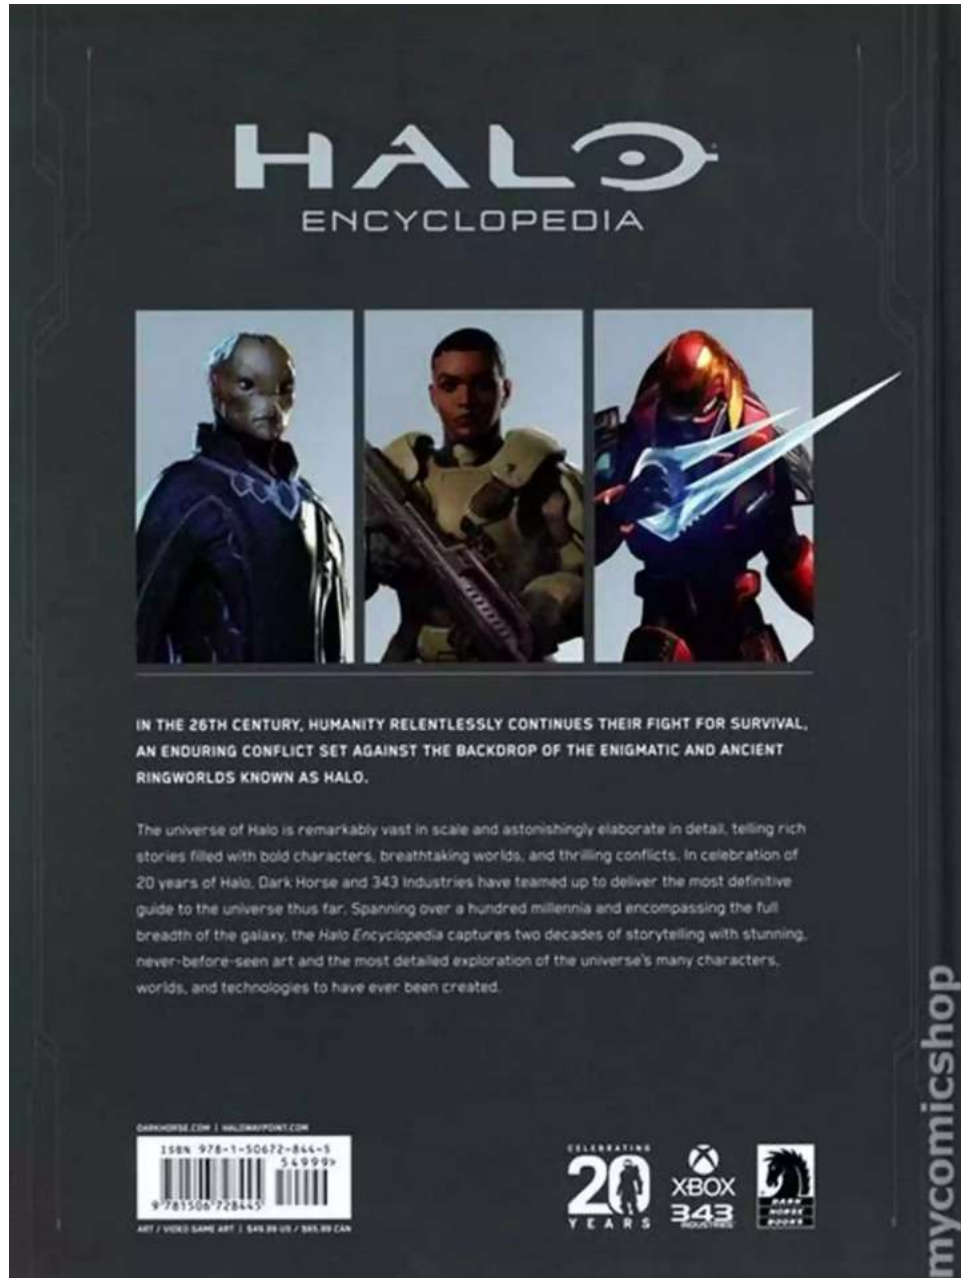 HALO
ENCYCLOPEDIA
IN THE 26TH CENTURY, HUMANITY RELENTLESSLY CONTINUES THEIR FIGHT FOR SURVIVAL,
AN ENDURING CONFLICT SET AGAINST THE BACKDROP OF THE ENIGMATIC AND ANCIENT
RINGWORLDS KNOWN AS HALO.
The universe of Halo is remarkably vast in scale and astonishingly elaborate in detail, telling rich
stories filled with bold characters, breathtaking worlds, and thrilling conflicts. In celebration of
20 years of Halo, Dark Horse and 343 Industries have teamed up to deliver the most definitive
guide to the universe thus far. Spanning over a hundred millennia and encompassing the full
breadth of the galaxy, the Halo Encyclopedia captures two decades of storytelling with stunning,
never-before-seen art and the most detailed exploration of the universe's many characters,
worlds, and technologies to have ever been created.
DARKHORSE.COM | HALOWAYPOINT.COM
ISBN 978-1-50672-844-5
54999>
9 781506 728445
ART / VIDEO GAME ART | $49.99 US / $65.99 CAN
CELEBRATING
20
YEARS
XBOX
343
INDUSTRIES
DARK
HORSE
BOOKS
mycomicshop